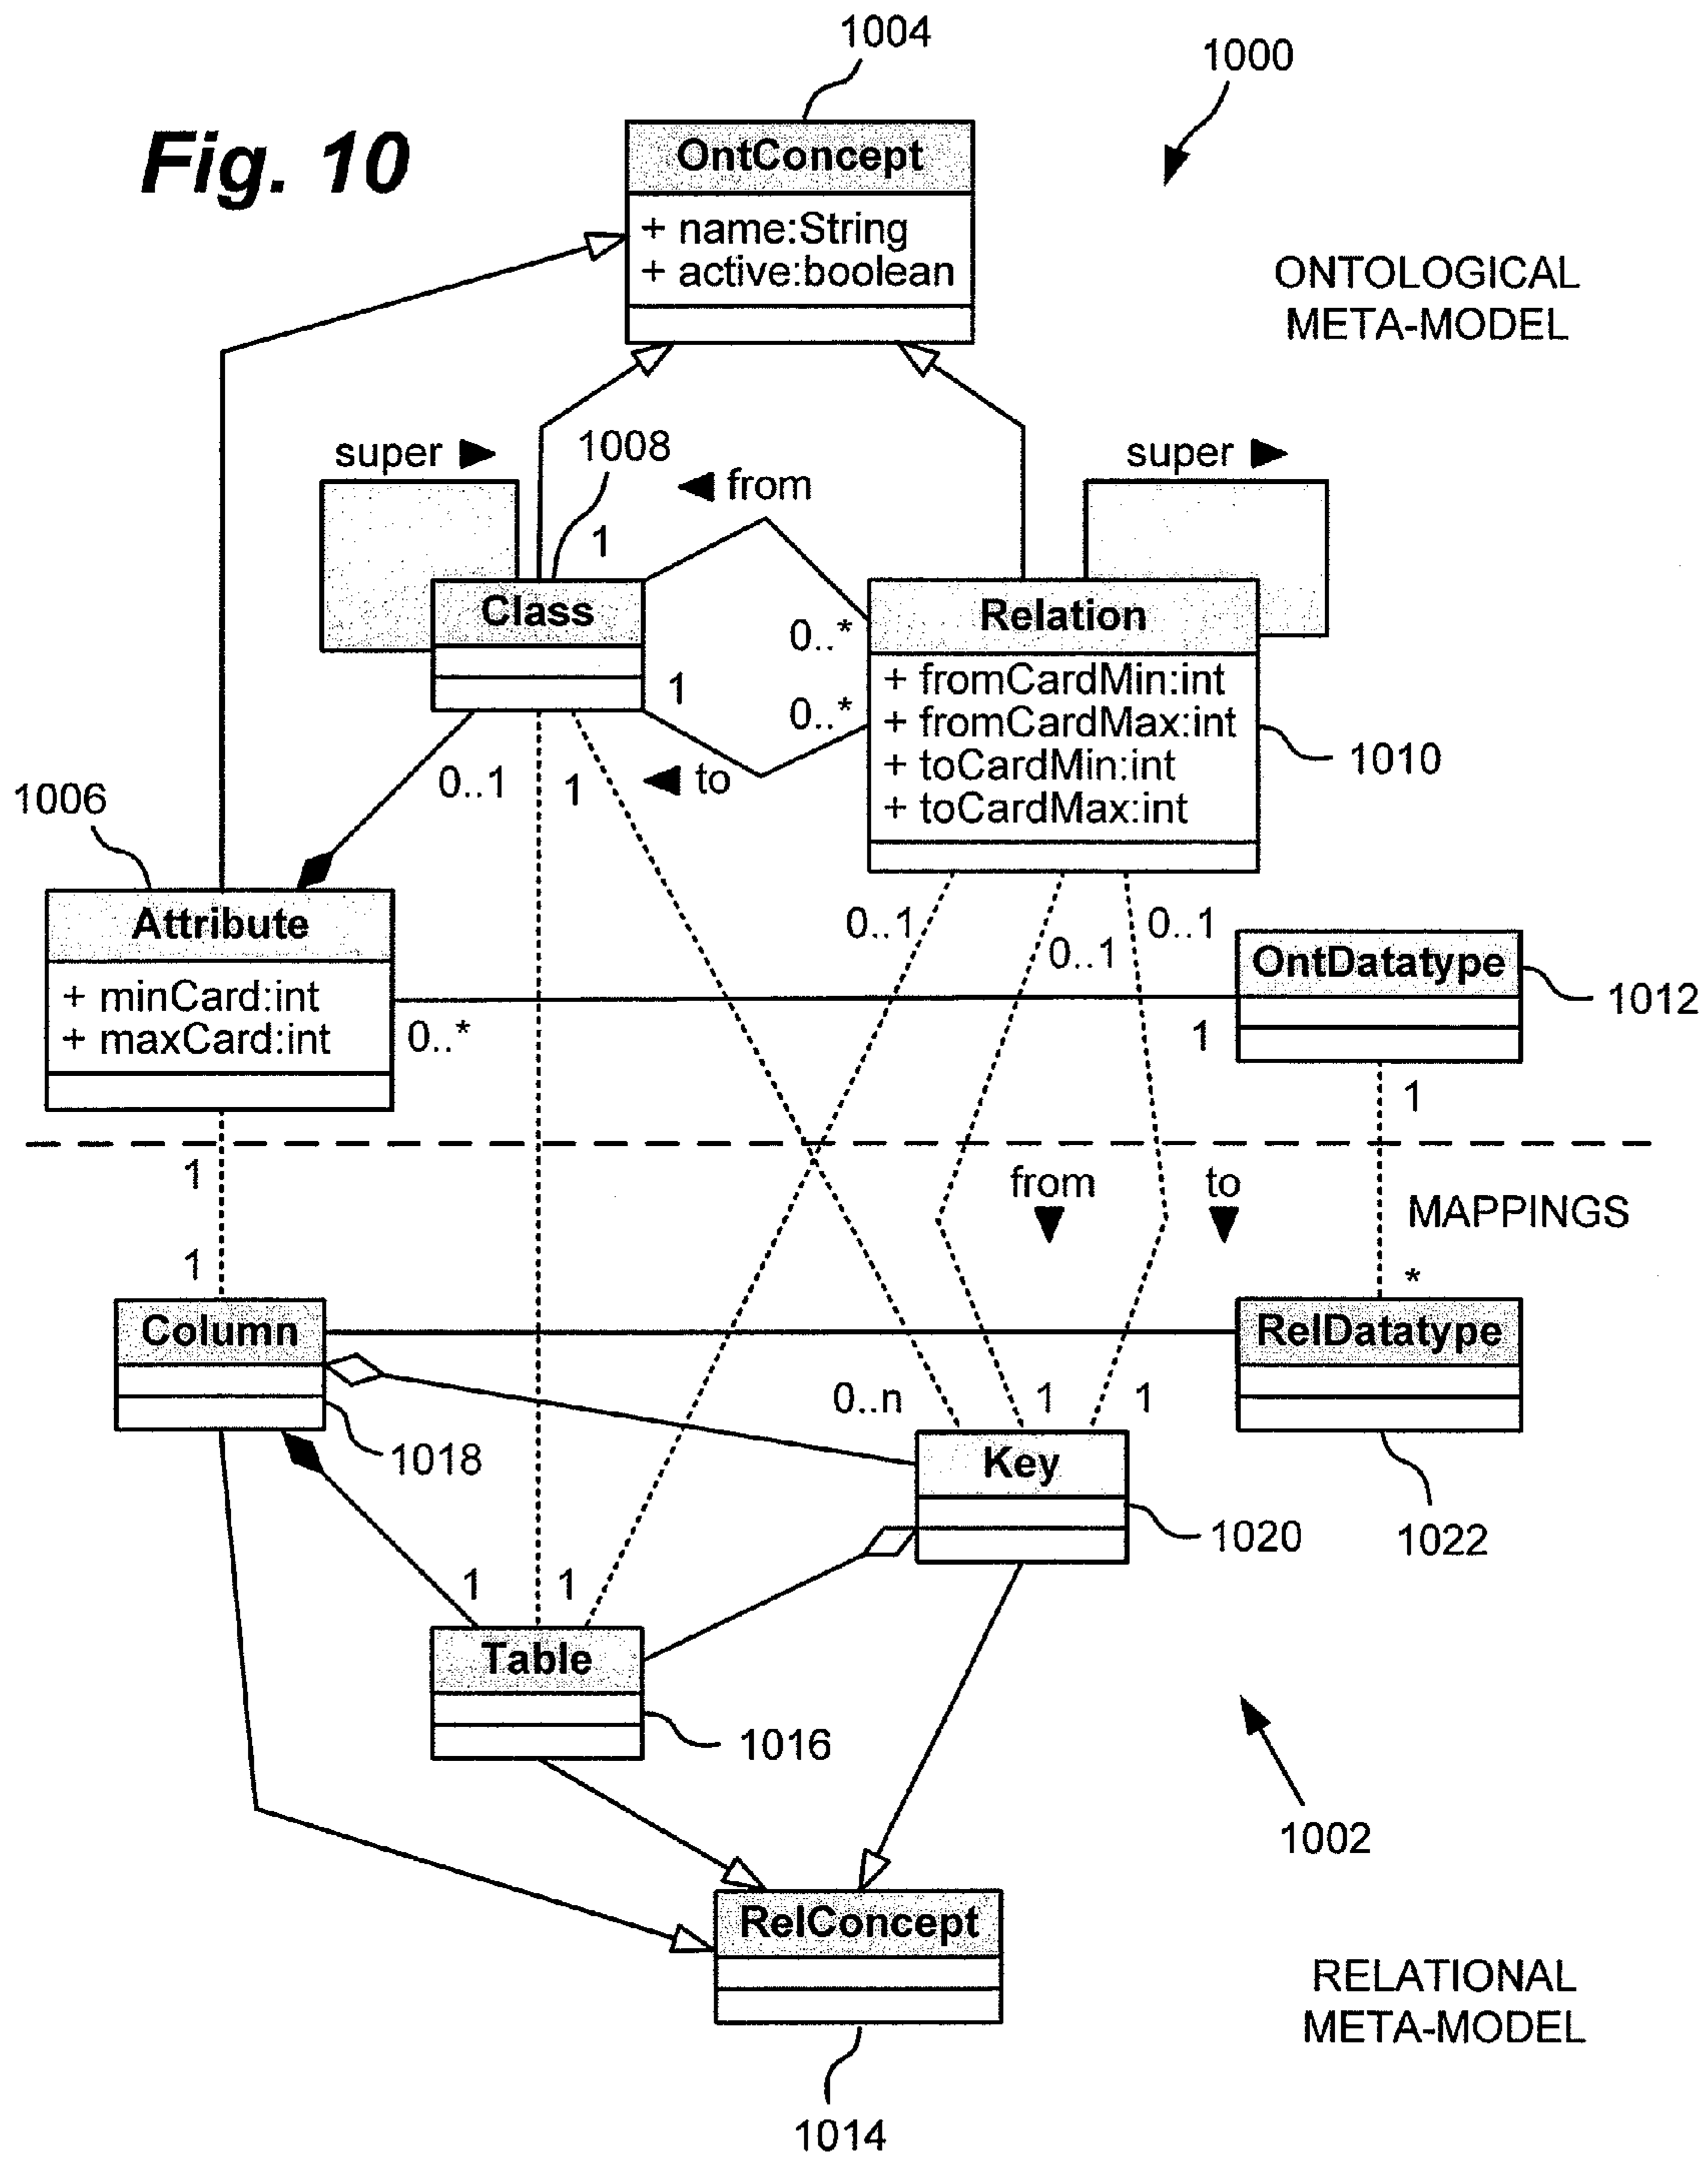 1004
1000
Fig. 10
OntConcept
+ name:String
+ active:boolean
ONTOLOGICAL
META-MODEL
super ►
1008
◄ from
super ►
1
Class
Relation
0..*
+ fromCardMin:int
+ fromCardMax:int
+ toCardMin:int
+ toCardMax:int
1
0..*
1010
0..1
1
◄ to
1006
Attribute
+ minCard:int
+ maxCard:int
0..*
0..1
0..1
0..1
OntDatatype
1012
1
1
1
from
▼
to
▼
MAPPINGS
1
*
Column
RelDatatype
1018
0..n
1
1
Key
1020
1022
1
1
Table
1016
1002
RelConcept
RELATIONAL
META-MODEL
1014